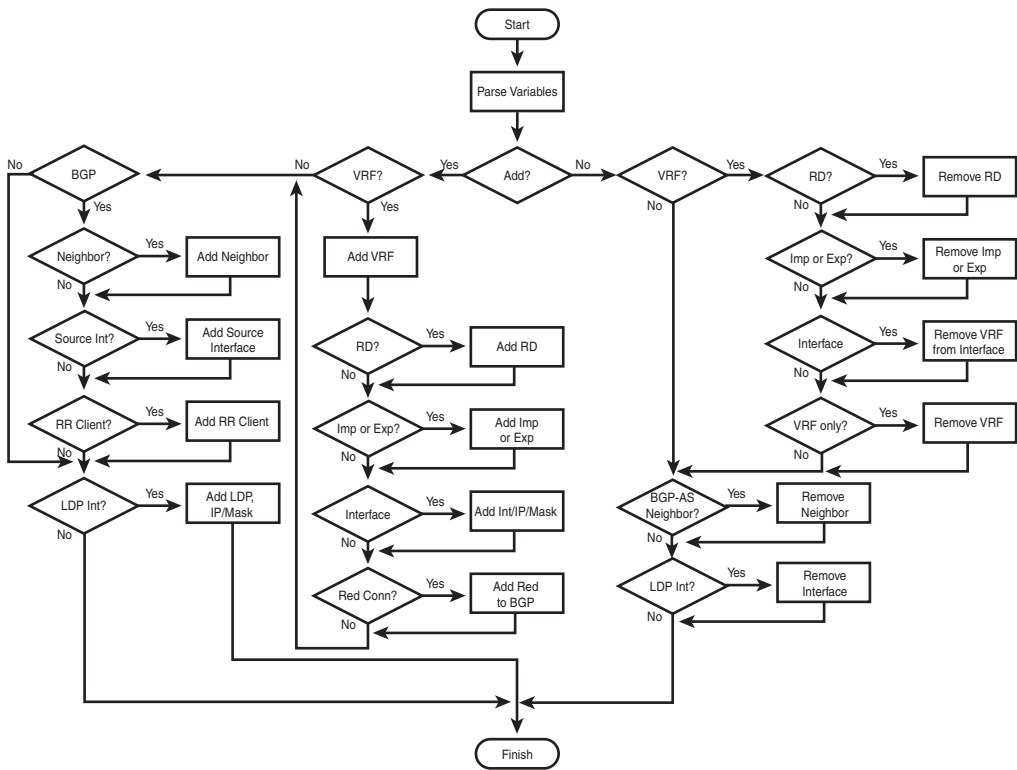 Start
Parse Variables
Add?
Yes
No
VRF?
No
Yes
BGP
No
Yes
Neighbor?
Yes
No
Add Neighbor
Source Int?
Yes
No
Add Source
Interface
RR Client?
Yes
No
Add RR Client
LDP Int?
Yes
No
Add LDP,
IP/Mask
Add VRF
RD?
Yes
No
Add RD
Imp or Exp?
Yes
No
Add Imp
or Exp
Interface
Yes
No
Add Int/IP/Mask
Red Conn?
Yes
No
Add Red
to BGP
VRF?
Yes
No
RD?
Yes
No
Remove RD
Imp or Exp?
Yes
No
Remove Imp
or Exp
Interface
Yes
No
Remove VRF
from Interface
VRF only?
Yes
No
Remove VRF
BGP-AS
Neighbor?
Yes
No
Remove
Neighbor
LDP Int?
Yes
No
Remove
Interface
Finish